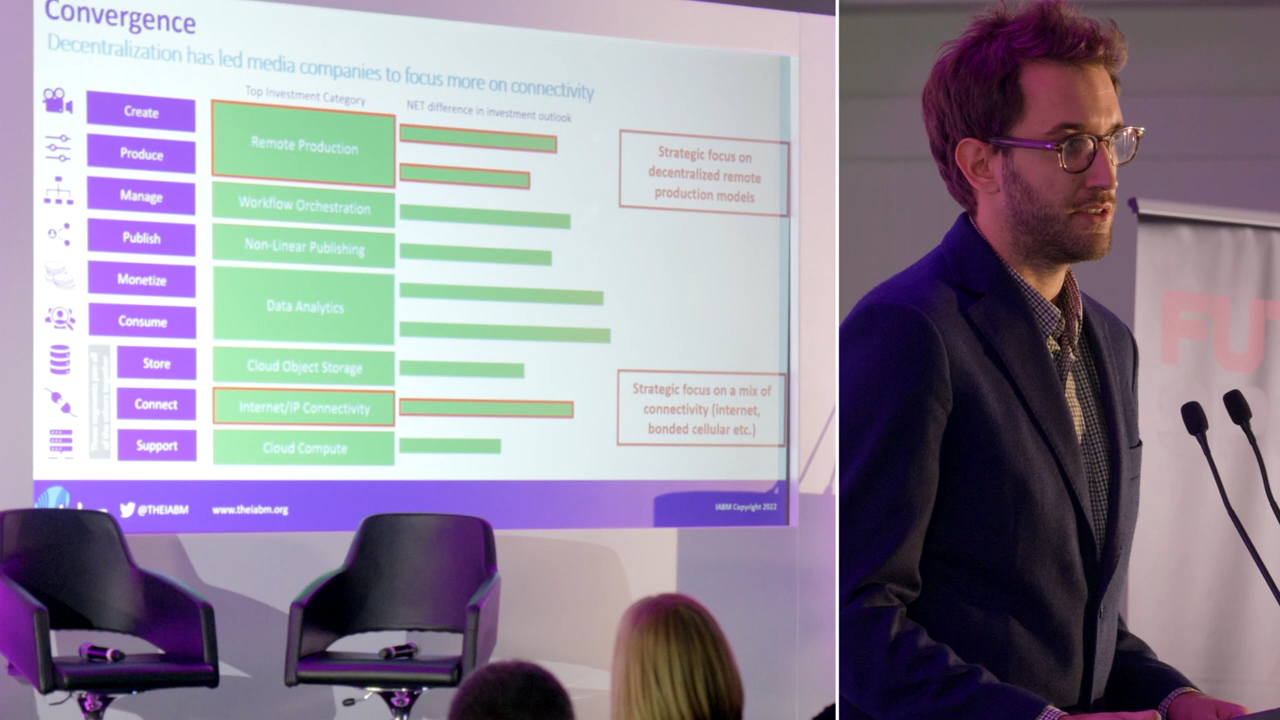 Convergence
Decentralization has led media companies to focus more on connectivity
Top Investment Category
NET difference in investment outlook
Create
Produce
Remote Production
Strategic focus on
decentralized remote
production models
Manage
Workflow Orchestration
Publish
Non-Linear Publishing
Monetize
Consume
Data Analytics
Store
Cloud Object Storage
Connect
Internet/IP Connectivity
Strategic focus on a mix of
connectivity (internet,
bonded cellular etc.)
Support
Cloud Compute
4
@THEIABM
www.theiabm.org
IABM Copyright 2022
FUT